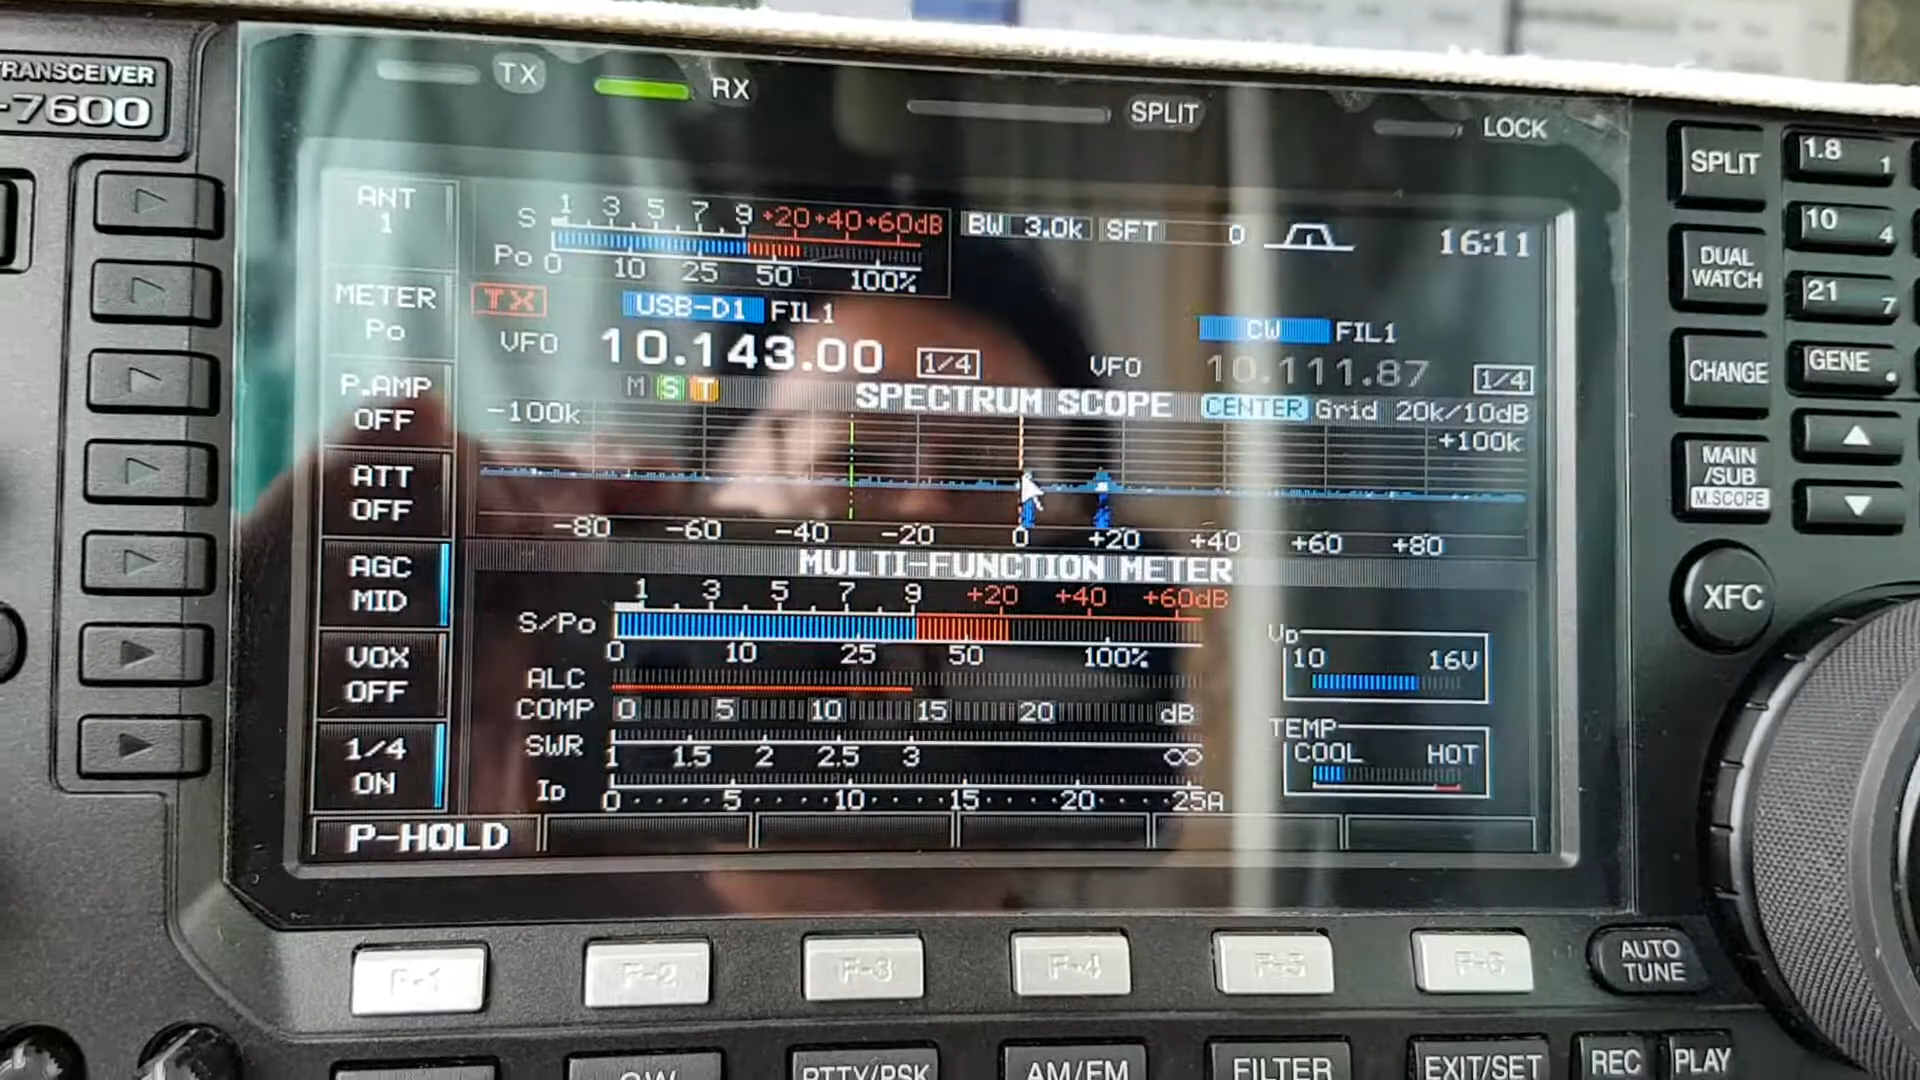 TRANSCEIVER
-7600
TX
RX
SPLIT
LOCK
ANT
1
METER
Po
P.AMP
OFF
ATT
OFF
AGC
MID
VOX
OFF
1/4
ON
S 1 3 5 7 9 +20 +40 +60dB
Po 0 10 25 50 100%
BW 3.0k SFT 0
16:11
TX USB-D1 FIL1
VFO 10.143.00 1/4
CW FIL1
VFO 10.111.87 1/4
M S T SPECTRUM SCOPE CENTER Grid 20k/10dB
-100k
+100k
-80 -60 -40 -20 0 +20 +40 +60 +80
MULTI-FUNCTION METER
1 3 5 7 9 +20 +40 +60dB
S/Po
0 10 25 50 100%
ALC
COMP 0 5 10 15 20 dB
SWR
1 1.5 2 2.5 3 ∞
ID
0 5 10 15 20 25A
VD
10 16V
TEMP
COOL HOT
P-HOLD
SPLIT
DUAL
WATCH
CHANGE
MAIN
/SUB
M.SCOPE
XFC
1.8 1
10 4
21 7
GENE .
F-1 F-2 F-3 F-4 F-5 F-6
AUTO
TUNE
CW
RTTY/PSK
AM/FM
FILTER
EXIT/SET
REC
PLAY